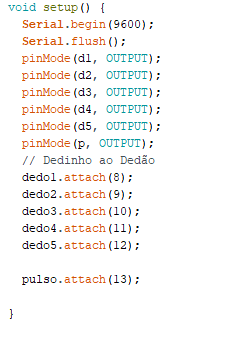 void setup() {
Serial.begin(9600);
Serial.flush();
pinMode(d1, OUTPUT);
pinMode(d2, OUTPUT);
pinMode(d3, OUTPUT);
pinMode(d4, OUTPUT);
pinMode(d5, OUTPUT);
pinMode(p, OUTPUT);
// Dedinho ao Dedão
dedo1.attach(8);
dedo2.attach(9);
dedo3.attach(10);
dedo4.attach(11);
dedo5.attach(12);
pulso.attach(13);
}